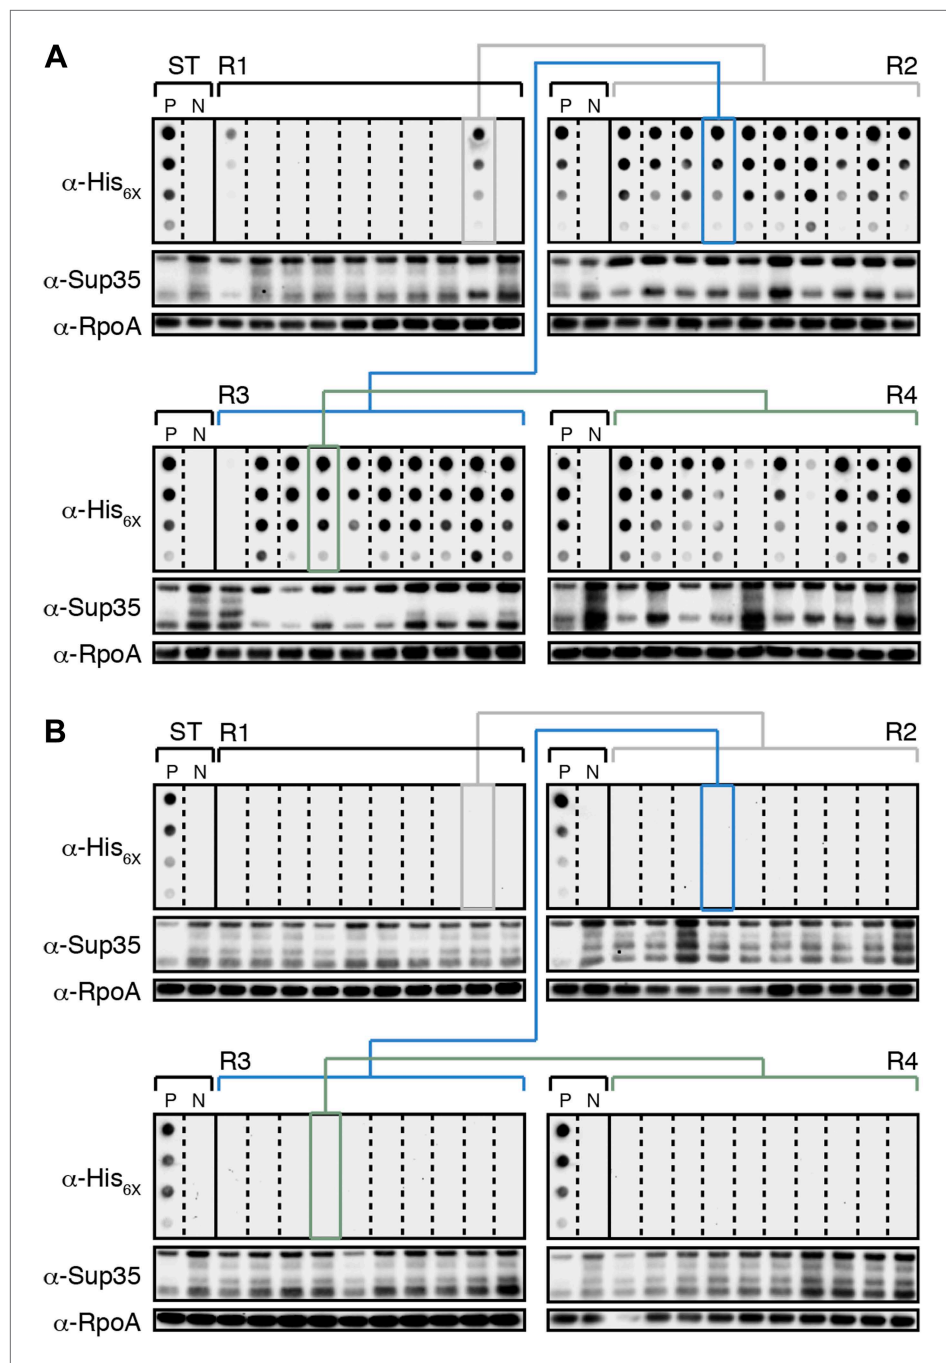 A
ST R1 R2
P N P N
α-His6X
α-Sup35
α-RpoA
R3 R4
P N P N
α-His6X
α-Sup35
α-RpoA
B
ST R1 R2
P N P N
α-His6X
α-Sup35
α-RpoA
R3 R4
P N P N
α-His6X
α-Sup35
α-RpoA